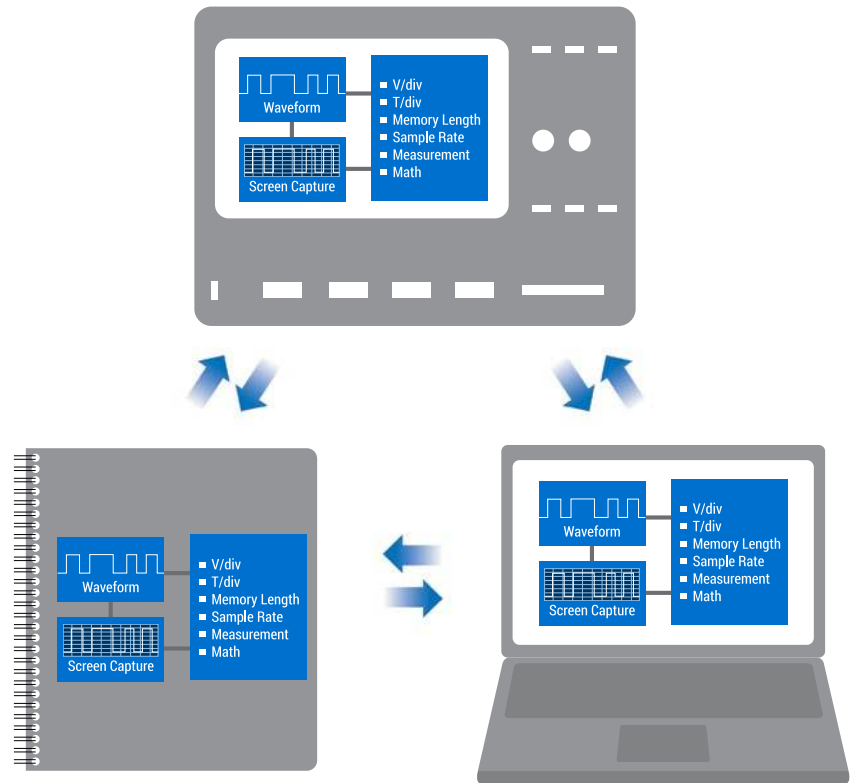 Waveform
Screen Capture
V/div
T/div
Memory Length
Sample Rate
Measurement
Math
Waveform
Screen Capture
V/div
T/div
Memory Length
Sample Rate
Measurement
Math
Waveform
Screen Capture
V/div
T/div
Memory Length
Sample Rate
Measurement
Math